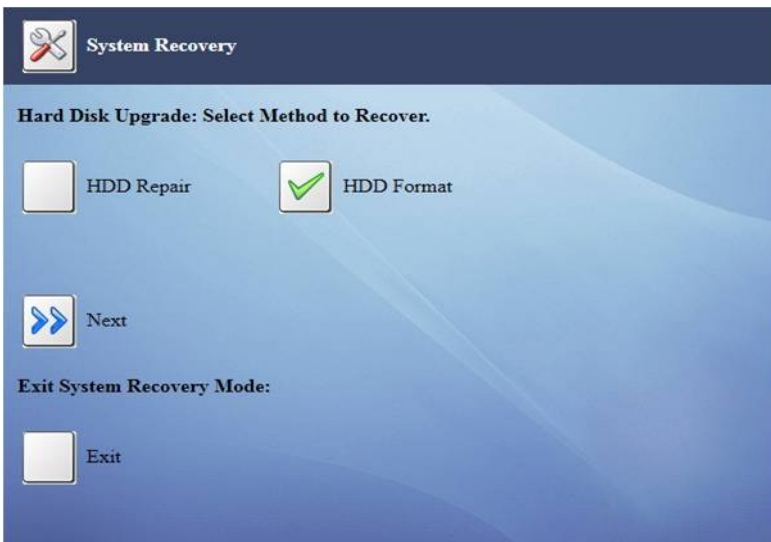 System Recovery
Hard Disk Upgrade: Select Method to Recover.
HDD Repair HDD Format
Next
Exit System Recovery Mode:
Exit